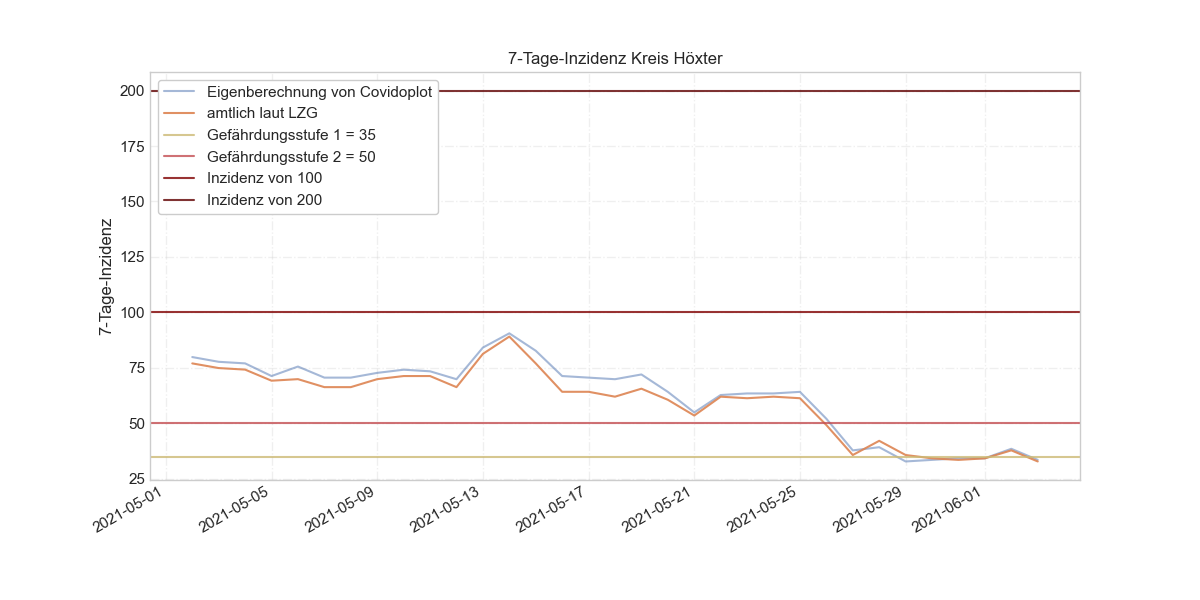 7-Tage-Inzidenz Kreis Höxter
Eigenberechnung von Covidoplot
amtlich laut LZG
Gefährdungsstufe 1 = 35
Gefährdungsstufe 2 = 50
Inzidenz von 100
Inzidenz von 200
7-Tage-Inzidenz
200
175
150
125
100
75
50
25
2021-05-01
2021-05-05
2021-05-09
2021-05-13
2021-05-17
2021-05-21
2021-05-25
2021-05-29
2021-06-01